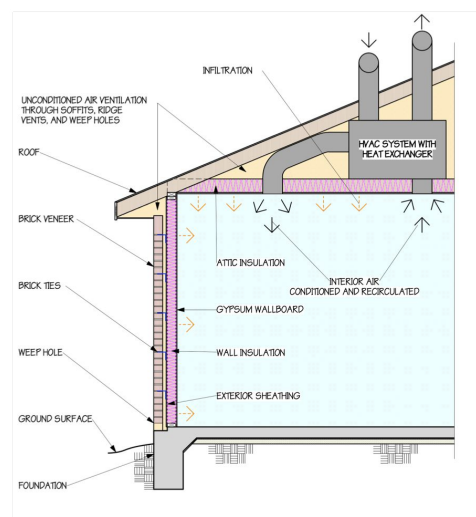 INFILTRATION
UNCONDITIONED AIR VENTILATION
THROUGH SOFFITS, RIDGE
VENTS, AND WEEP HOLES
HVAC SYSTEM WITH
HEAT EXCHANGER
ROOF
BRICK VENEER
ATTIC INSULATION
INTERIOR AIR
CONDITIONED AND RECIRCULATED
BRICK TIES
GYPSUM WALLBOARD
WEEP HOLE
WALL INSULATION
EXTERIOR SHEATHING
GROUND SURFACE
FOUNDATION